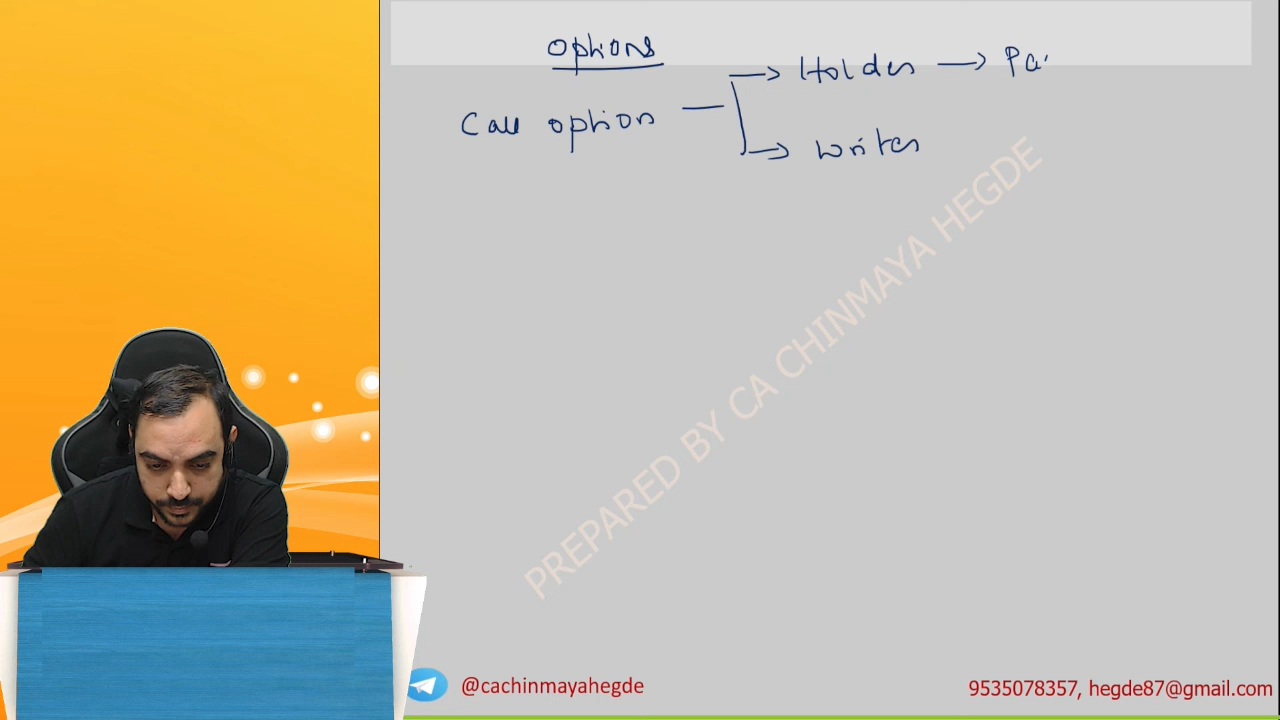 Options
Call option → Holder → Pa
→ Writer
PREPARED BY CA CHINMAYA HEGDE
@cachinmayahegde
9535078357, hegde87@gmail.com